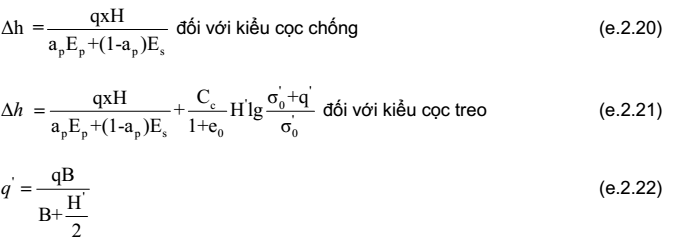 Δh = qxH / (a_pE_p+(1-a_p)E_s) đối với kiểu cọc chống (e.2.20)
Δh = qxH / (a_pE_p+(1-a_p)E_s) + C_c / (1+e_0) H'lg (σ'_0+q') / σ'_0 đối với kiểu cọc treo (e.2.21)
q' = qB / (B+ H'/2) (e.2.22)